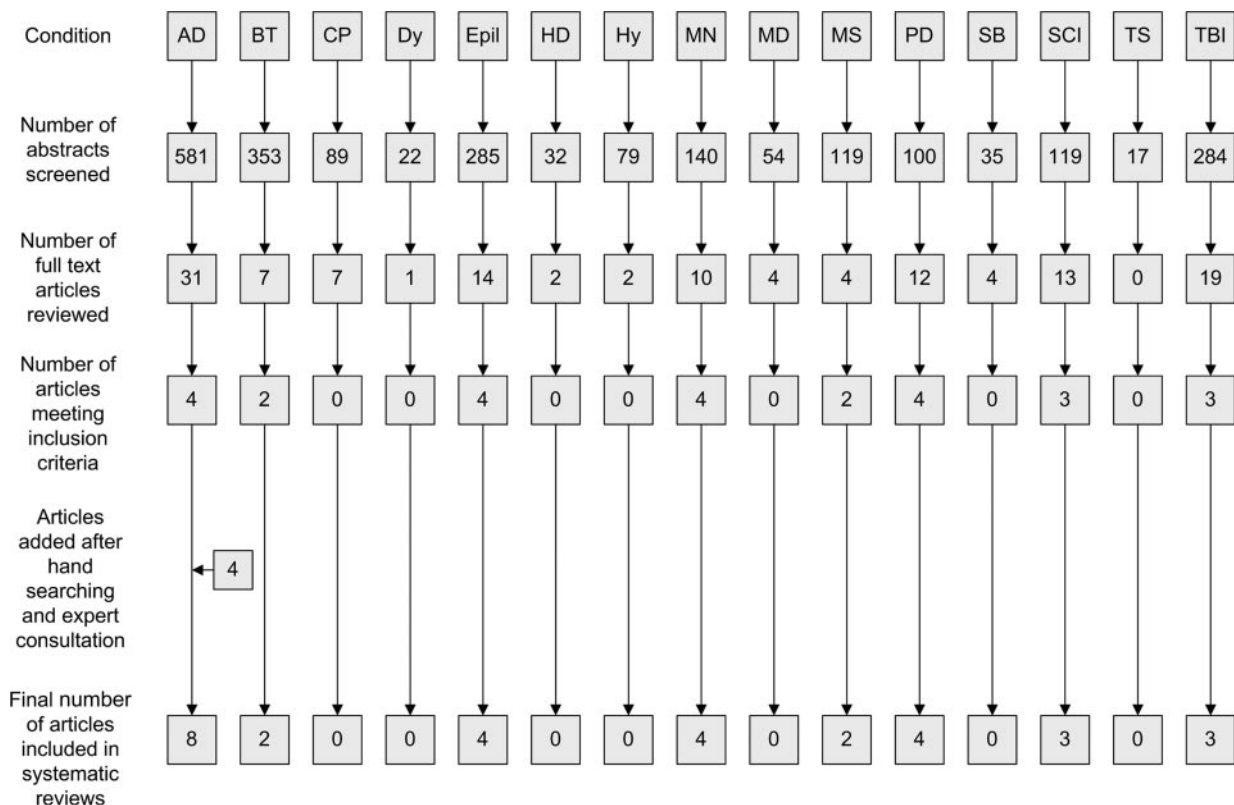 Condition AD BT CP Dy Epil HD Hy MN MD MS PD SB SCI TS TBI
Number of
abstracts
screened
581 353 89 22 285 32 79 140 54 119 100 35 119 17 284
Number of
full text
articles
reviewed
31 7 7 1 14 2 2 10 4 4 12 4 13 0 19
Number of
articles
meeting
inclusion
criteria
4 2 0 0 4 0 0 4 0 2 4 0 3 0 3
Articles
added after
hand
searching
and expert
consultation
4
Final number
of articles
included in
systematic
reviews
8 2 0 0 4 0 0 4 0 2 4 0 3 0 3